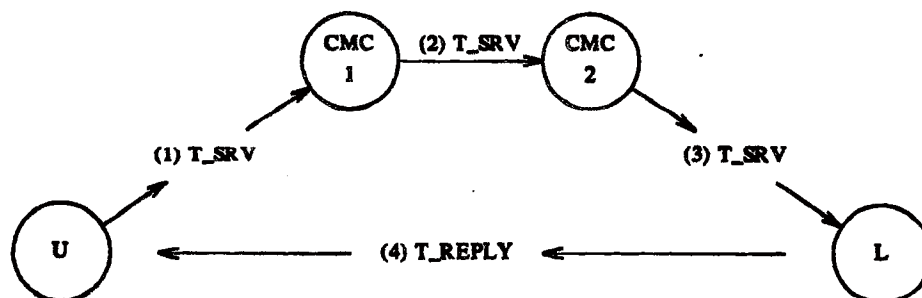 CMC
1
(2) T_SRV
CMC
2
(1) T_SRV
(3) T_SRV
U
(4) T_REPLY
L